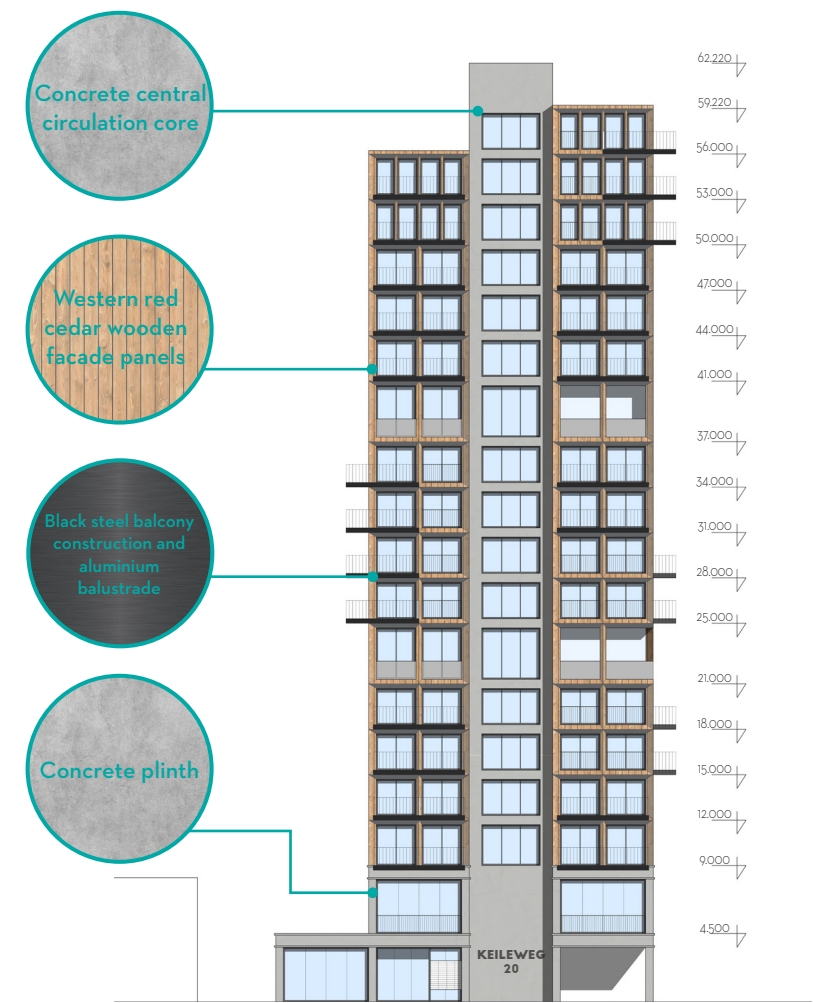 Concrete central
circulation core
Western red
cedar wooden
facade panels
Black steel balcony
construction and
aluminium
balustrade
Concrete plinth
KEILEWEG
20
62.220
59.220
56.000
53.000
50.000
47.000
44.000
41.000
37.000
34.000
31.000
28.000
25.000
21.000
18.000
15.000
12.000
9.000
4.500